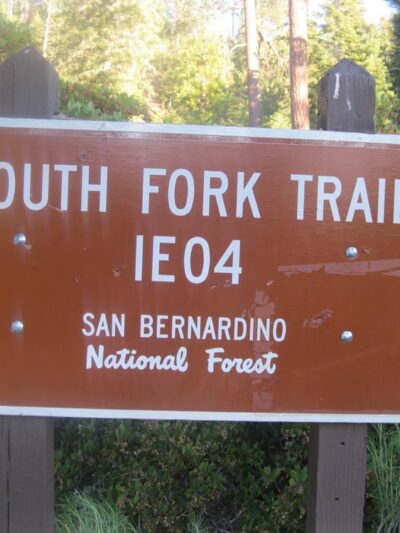 OUTH FORK TRAIL
1E04
SAN BERNARDINO
National Forest